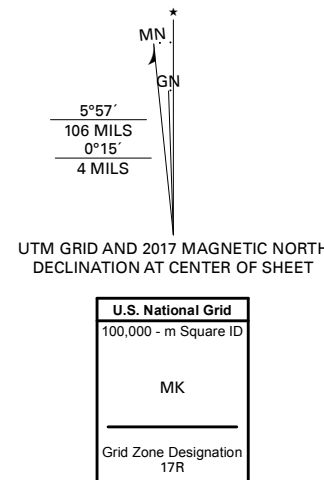 ★
MN
GN
5°57´
106 MILS
0°15´
4 MILS
UTM GRID AND 2017 MAGNETIC NORTH
DECLINATION AT CENTER OF SHEET
U.S. National Grid
100,000 - m Square ID
MK
Grid Zone Designation
17R